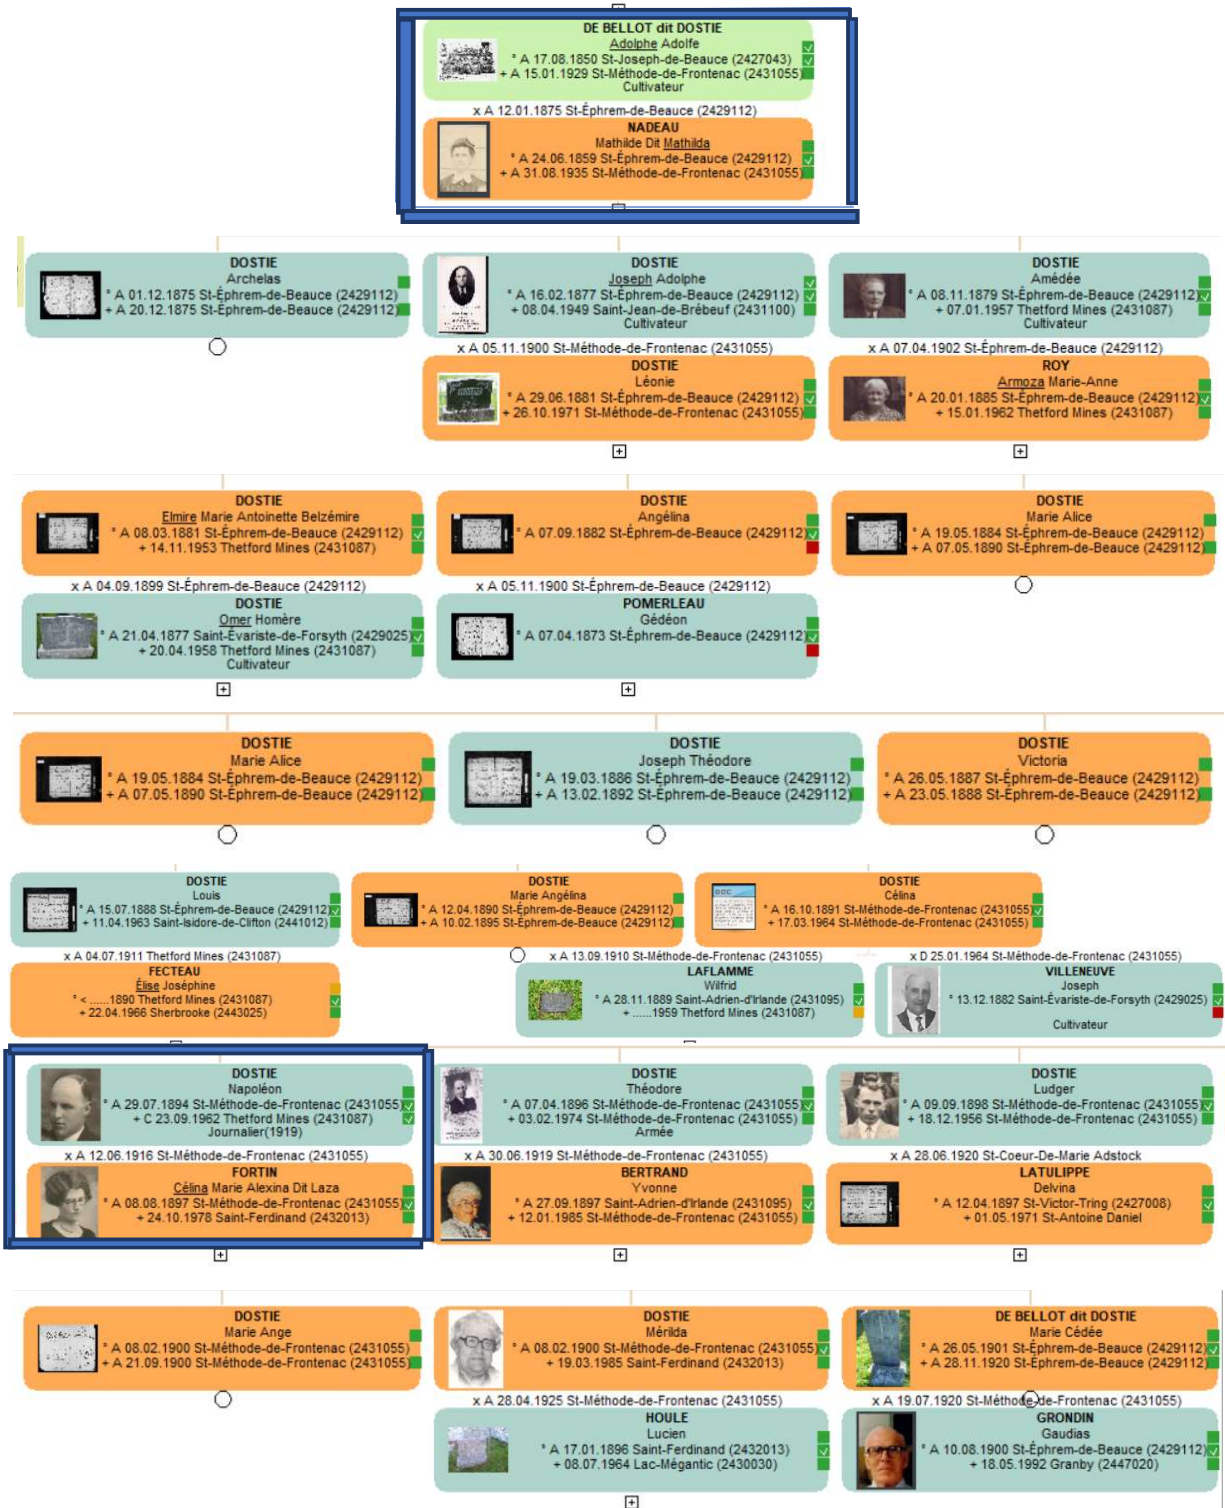 DE BELLOT dit DOSTIE
Adolphe Adolfe
° A 17.08.1850 St-Joseph-de-Beauce (2427043)
+ A 15.01.1929 St-Méthode-de-Frontenac (2431055)
Cultivateur
x A 12.01.1875 St-Éphrem-de-Beauce (2429112)
NADEAU
Mathilde Dit Mathilda
° A 24.06.1859 St-Éphrem-de-Beauce (2429112)
+ A 31.08.1935 St-Méthode-de-Frontenac (2431055)
DOSTIE
Archelas
° A 01.12.1875 St-Éphrem-de-Beauce (2429112)
+ A 20.12.1875 St-Éphrem-de-Beauce (2429112)
DOSTIE
Joseph Adolphe
° A 16.02.1877 St-Éphrem-de-Beauce (2429112)
+ 08.04.1949 Saint-Jean-de-Brébeuf (2431100)
Cultivateur
x A 05.11.1900 St-Méthode-de-Frontenac (2431055)
DOSTIE
Léonie
° A 29.06.1881 St-Éphrem-de-Beauce (2429112)
+ 26.10.1971 St-Méthode-de-Frontenac (2431055)
DOSTIE
Amédée
° A 08.11.1879 St-Éphrem-de-Beauce (2429112)
+ 07.01.1957 Thetford Mines (2431087)
Cultivateur
x A 07.04.1902 St-Éphrem-de-Beauce (2429112)
ROY
Armoza Marie-Anne
° A 20.01.1885 St-Éphrem-de-Beauce (2429112)
+ 15.01.1962 Thetford Mines (2431087)
DOSTIE
Elmire Marie Antoinette Belzémire
° A 08.03.1881 St-Éphrem-de-Beauce (2429112)
+ 14.11.1953 Thetford Mines (2431087)
x A 04.09.1899 St-Éphrem-de-Beauce (2429112)
DOSTIE
Omer Homère
° A 21.04.1877 Saint-Évariste-de-Forsyth (2429025)
+ 20.04.1958 Thetford Mines (2431087)
Cultivateur
DOSTIE
Angélina
° A 07.09.1882 St-Éphrem-de-Beauce (2429112)
x A 05.11.1900 St-Éphrem-de-Beauce (2429112)
POMERLEAU
Gédéon
° A 07.04.1873 St-Éphrem-de-Beauce (2429112)
DOSTIE
Marie Alice
° A 19.05.1884 St-Éphrem-de-Beauce (2429112)
+ A 07.05.1890 St-Éphrem-de-Beauce (2429112)
DOSTIE
Marie Alice
° A 19.05.1884 St-Éphrem-de-Beauce (2429112)
+ A 07.05.1890 St-Éphrem-de-Beauce (2429112)
DOSTIE
Joseph Théodore
° A 19.03.1886 St-Éphrem-de-Beauce (2429112)
+ A 13.02.1892 St-Éphrem-de-Beauce (2429112)
DOSTIE
Victoria
° A 26.05.1887 St-Éphrem-de-Beauce (2429112)
+ A 23.05.1888 St-Éphrem-de-Beauce (2429112)
DOSTIE
Louis
° A 15.07.1888 St-Éphrem-de-Beauce (2429112)
+ 11.04.1963 Saint-Isidore-de-Clifton (2441012)
x A 04.07.1911 Thetford Mines (2431087)
FECTEAU
Élise Joséphine
° < ......1890 Thetford Mines (2431087)
+ 22.04.1966 Sherbrooke (2443025)
DOSTIE
Marie Angélina
° A 12.04.1890 St-Éphrem-de-Beauce (2429112)
+ A 10.02.1895 St-Éphrem-de-Beauce (2429112)
DOSTIE
Célina
° A 16.10.1891 St-Méthode-de-Frontenac (2431055)
+ 17.03.1964 St-Méthode-de-Frontenac (2431055)
x A 13.09.1910 St-Méthode-de-Frontenac (2431055)
LAFLAMME
Wilfrid
° A 28.11.1889 Saint-Adrien-d'Irlande (2431095)
+ ......1959 Thetford Mines (2431087)
x D 25.01.1964 St-Méthode-de-Frontenac (2431055)
VILLENEUVE
Joseph
° 13.12.1882 Saint-Évariste-de-Forsyth (2429025)
Cultivateur
DOSTIE
Napoléon
° A 29.07.1894 St-Méthode-de-Frontenac (2431055)
+ C 23.09.1962 Thetford Mines (2431087)
Journalier(1919)
x A 12.06.1916 St-Méthode-de-Frontenac (2431055)
FORTIN
Célina Marie Alexina Dit Laza
° A 08.08.1897 St-Méthode-de-Frontenac (2431055)
+ 24.10.1978 Saint-Ferdinand (2432013)
DOSTIE
Théodore
° A 07.04.1896 St-Méthode-de-Frontenac (2431055)
+ 03.02.1974 St-Méthode-de-Frontenac (2431055)
Armée
x A 30.06.1919 St-Méthode-de-Frontenac (2431055)
BERTRAND
Yvonne
° A 27.09.1897 Saint-Adrien-d'Irlande (2431095)
+ 12.01.1985 St-Méthode-de-Frontenac (2431055)
DOSTIE
Ludger
° A 09.09.1898 St-Méthode-de-Frontenac (2431055)
+ 18.12.1956 St-Méthode-de-Frontenac (2431055)
x A 28.06.1920 St-Coeur-De-Marie Adstock
LATULIPPE
Delvina
° A 12.04.1897 St-Victor-Tring (2427008)
+ 01.05.1971 St-Antoine Daniel
DOSTIE
Marie Ange
° A 08.02.1900 St-Méthode-de-Frontenac (2431055)
+ A 21.09.1900 St-Méthode-de-Frontenac (2431055)
DOSTIE
Mérilda
° A 08.02.1900 St-Méthode-de-Frontenac (2431055)
+ 19.03.1985 Saint-Ferdinand (2432013)
x A 28.04.1925 St-Méthode-de-Frontenac (2431055)
HOULE
Lucien
° A 17.01.1896 Saint-Ferdinand (2432013)
+ 08.07.1964 Lac-Mégantic (2430030)
DE BELLOT dit DOSTIE
Marie Cédée
° A 26.05.1901 St-Éphrem-de-Beauce (2429112)
+ A 28.11.1920 St-Éphrem-de-Beauce (2429112)
x A 19.07.1920 St-Méthode-de-Frontenac (2431055)
GRONDIN
Gaudias
° A 10.08.1900 St-Éphrem-de-Beauce (2429112)
+ 18.05.1992 Granby (2447020)